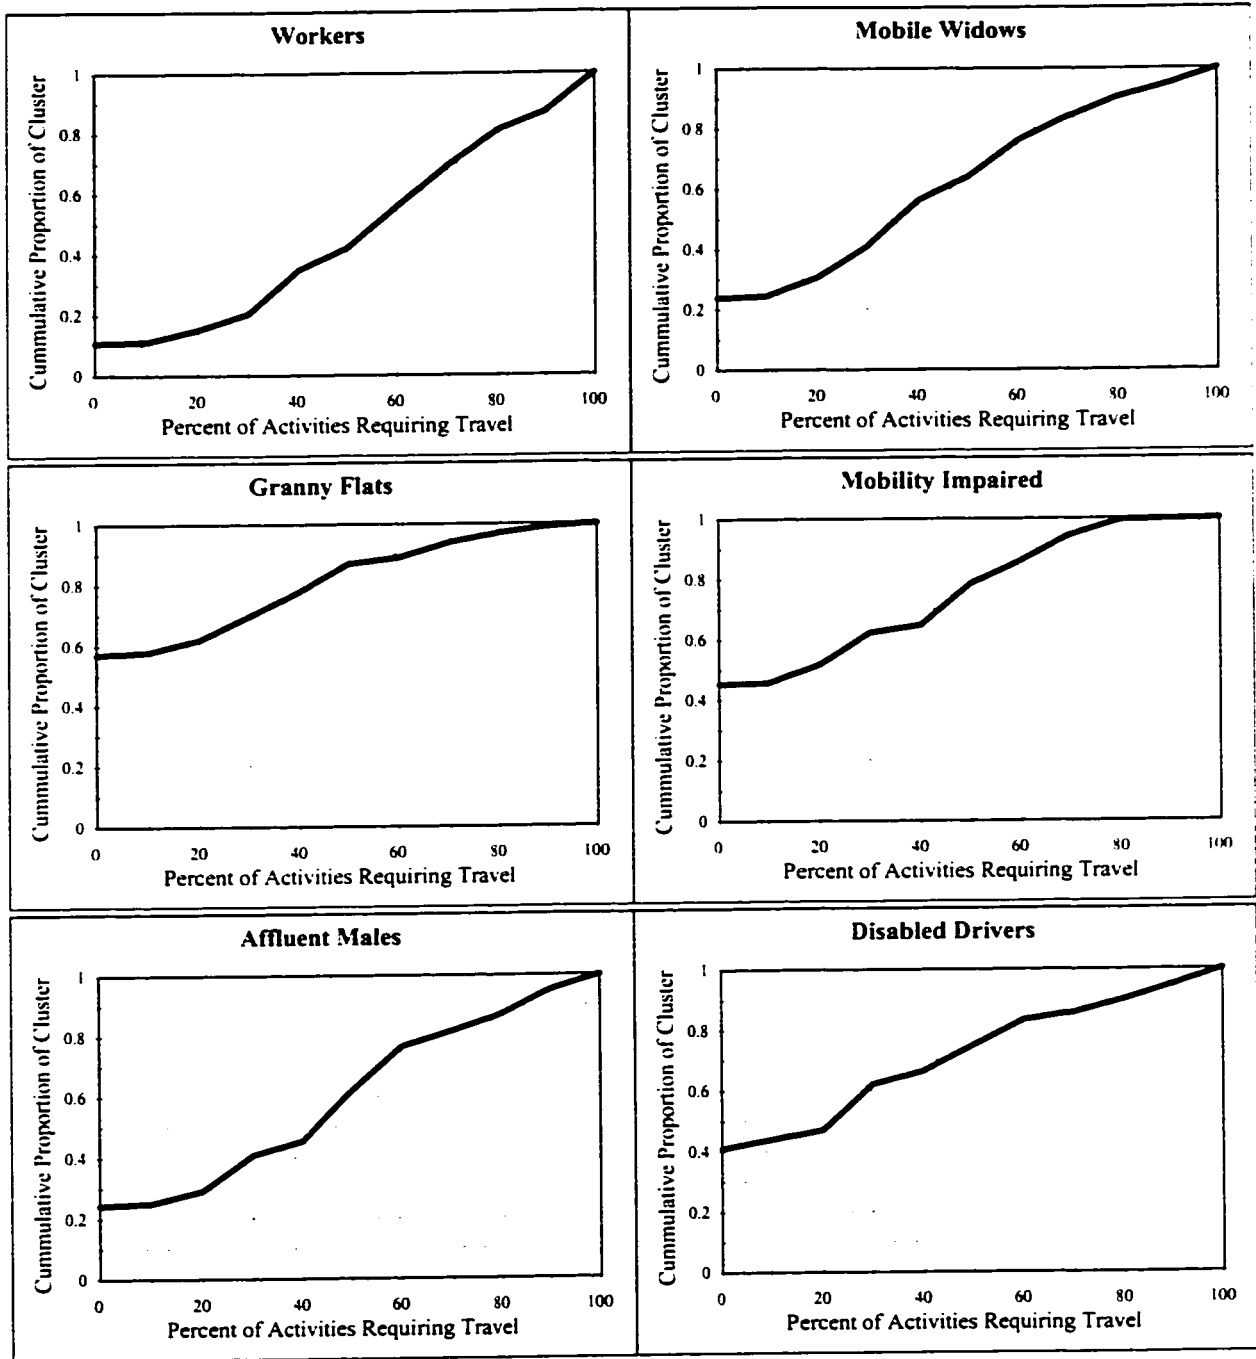 Workers
Cummulative Proportion of Cluster
1
0.8
0.6
0.4
0.2
0
0 20 40 60 80 100
Percent of Activities Requiring Travel
Mobile Widows
Cummulative Proportion of Cluster
1
0.8
0.6
0.4
0.2
0
0 20 40 60 80 100
Percent of Activities Requiring Travel
Granny Flats
Cummulative Proportion of Cluster
1
0.8
0.6
0.4
0.2
0
0 20 40 60 80 100
Percent of Activities Requiring Travel
Mobility Impaired
Cummulative Proportion of Cluster
1
0.8
0.6
0.4
0.2
0
0 20 40 60 80 100
Percent of Activities Requiring Travel
Affluent Males
Cummulative Proportion of Cluster
1
0.8
0.6
0.4
0.2
0
0 20 40 60 80 100
Percent of Activities Requiring Travel
Disabled Drivers
Cummulative Proportion of Cluster
1
0.8
0.6
0.4
0.2
0
0 20 40 60 80 100
Percent of Activities Requiring Travel